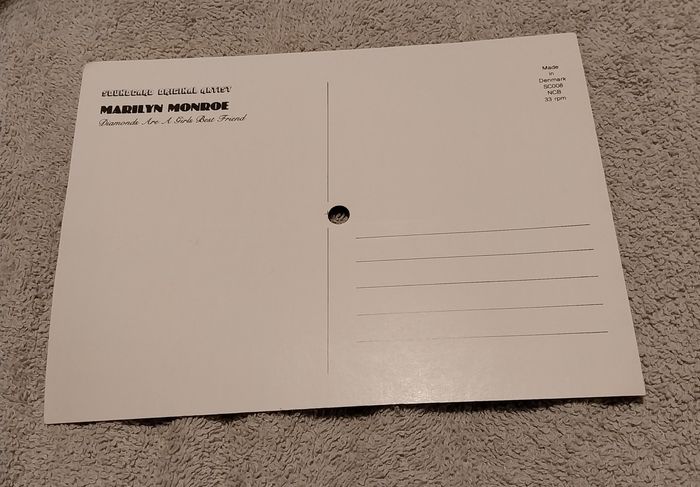 SOUNDCARD ORIGINAL ARTIST
MARILYN MONROE
Diamonds Are A Girls Best Friend
Made
in
Denmark
SC008
NCB
33 rpm